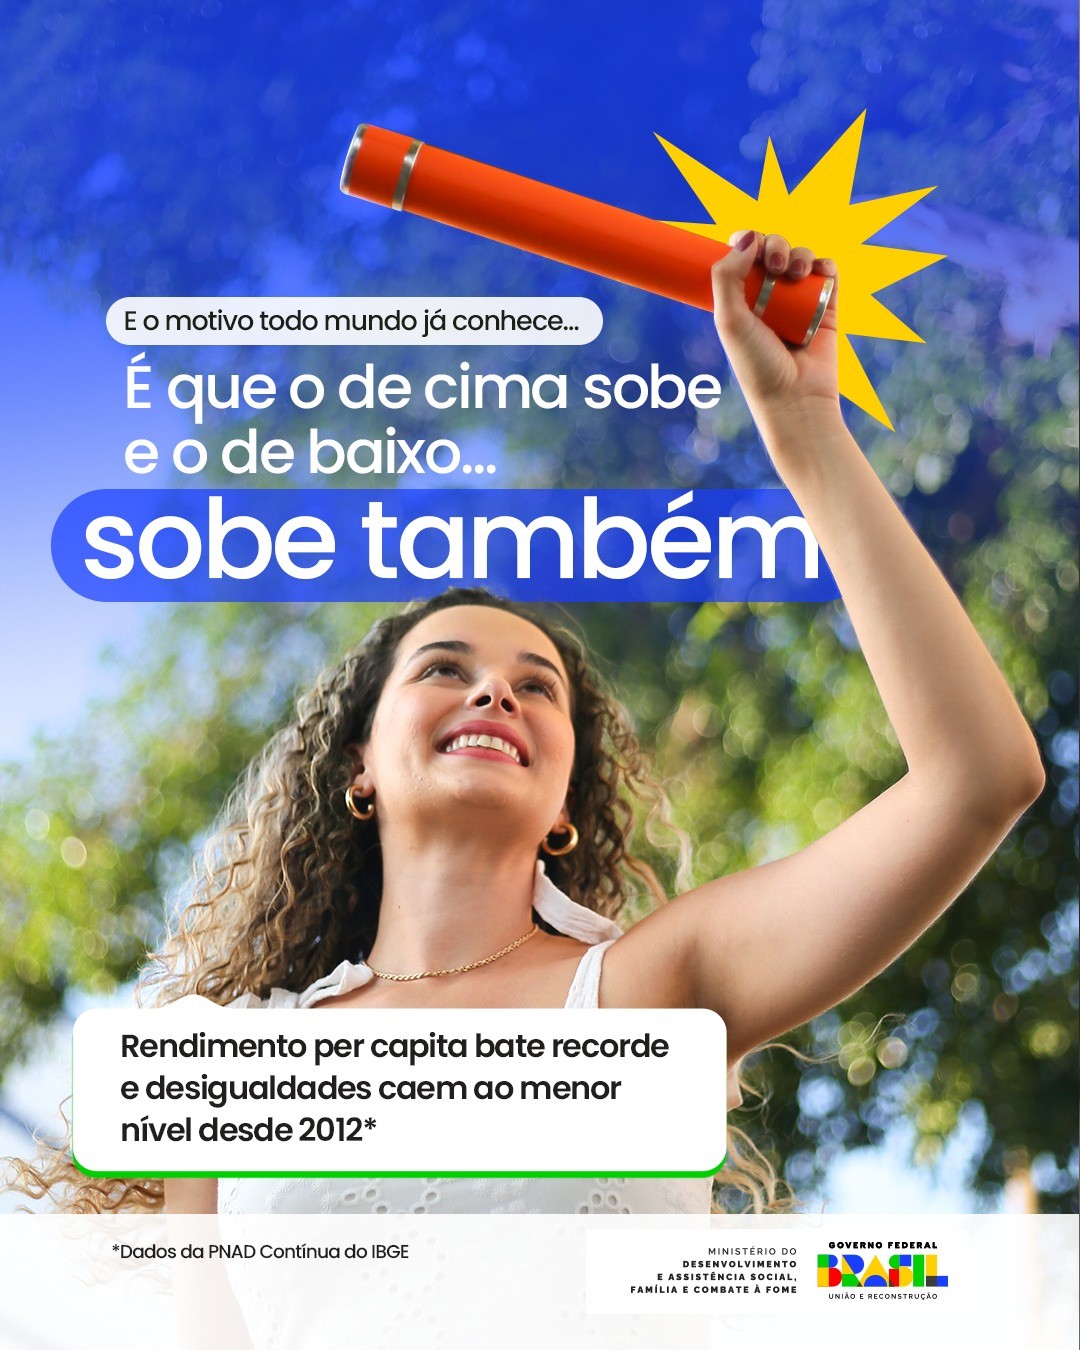 E o motivo todo mundo já conhece...
É que o de cima sobe
e o de baixo...
sobe também
Rendimento per capita bate recorde
e desigualdades caem ao menor
nível desde 2012*
*Dados da PNAD Contínua do IBGE
MINISTÉRIO DO
DESENVOLVIMENTO
E ASSISTÊNCIA SOCIAL,
FAMÍLIA E COMBATE À FOME
GOVERNO FEDERAL
BRASIL
UNIÃO E RECONSTRUÇÃO